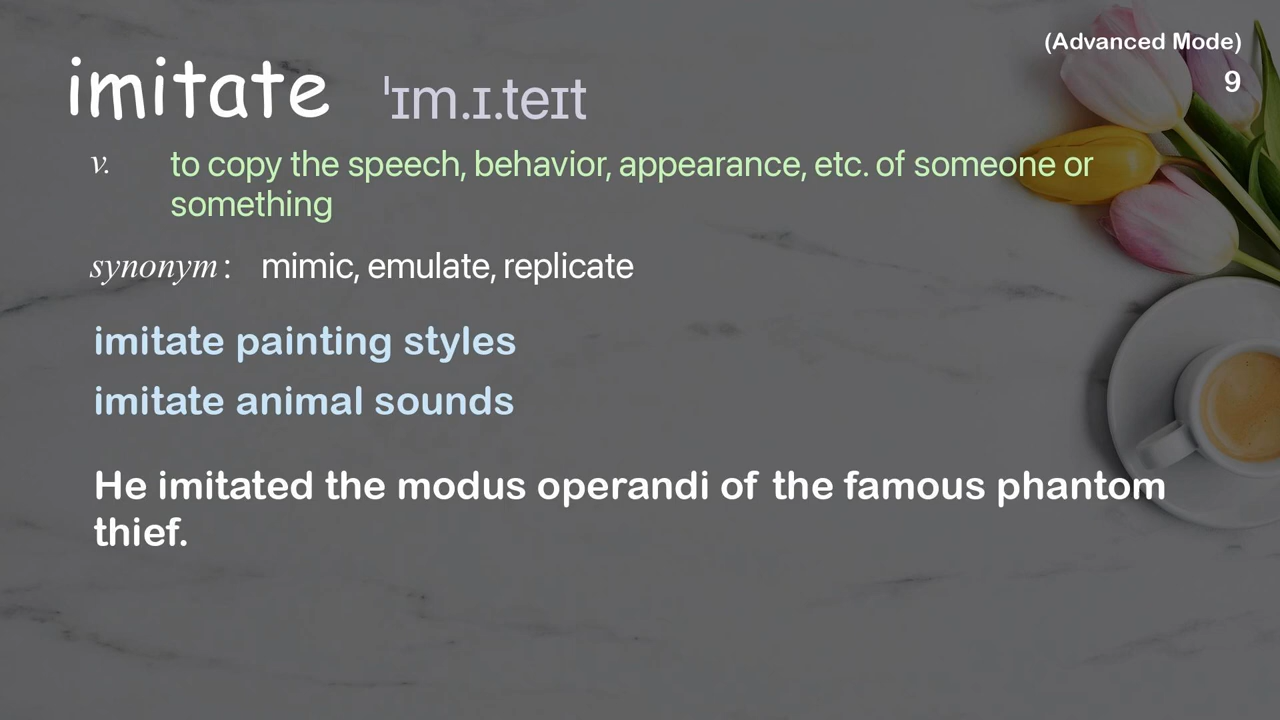 (Advanced Mode)
9
imitate ˈɪm.ɪ.teɪt
v. to copy the speech, behavior, appearance, etc. of someone or
something
synonym: mimic, emulate, replicate
imitate painting styles
imitate animal sounds
He imitated the modus operandi of the famous phantom
thief.